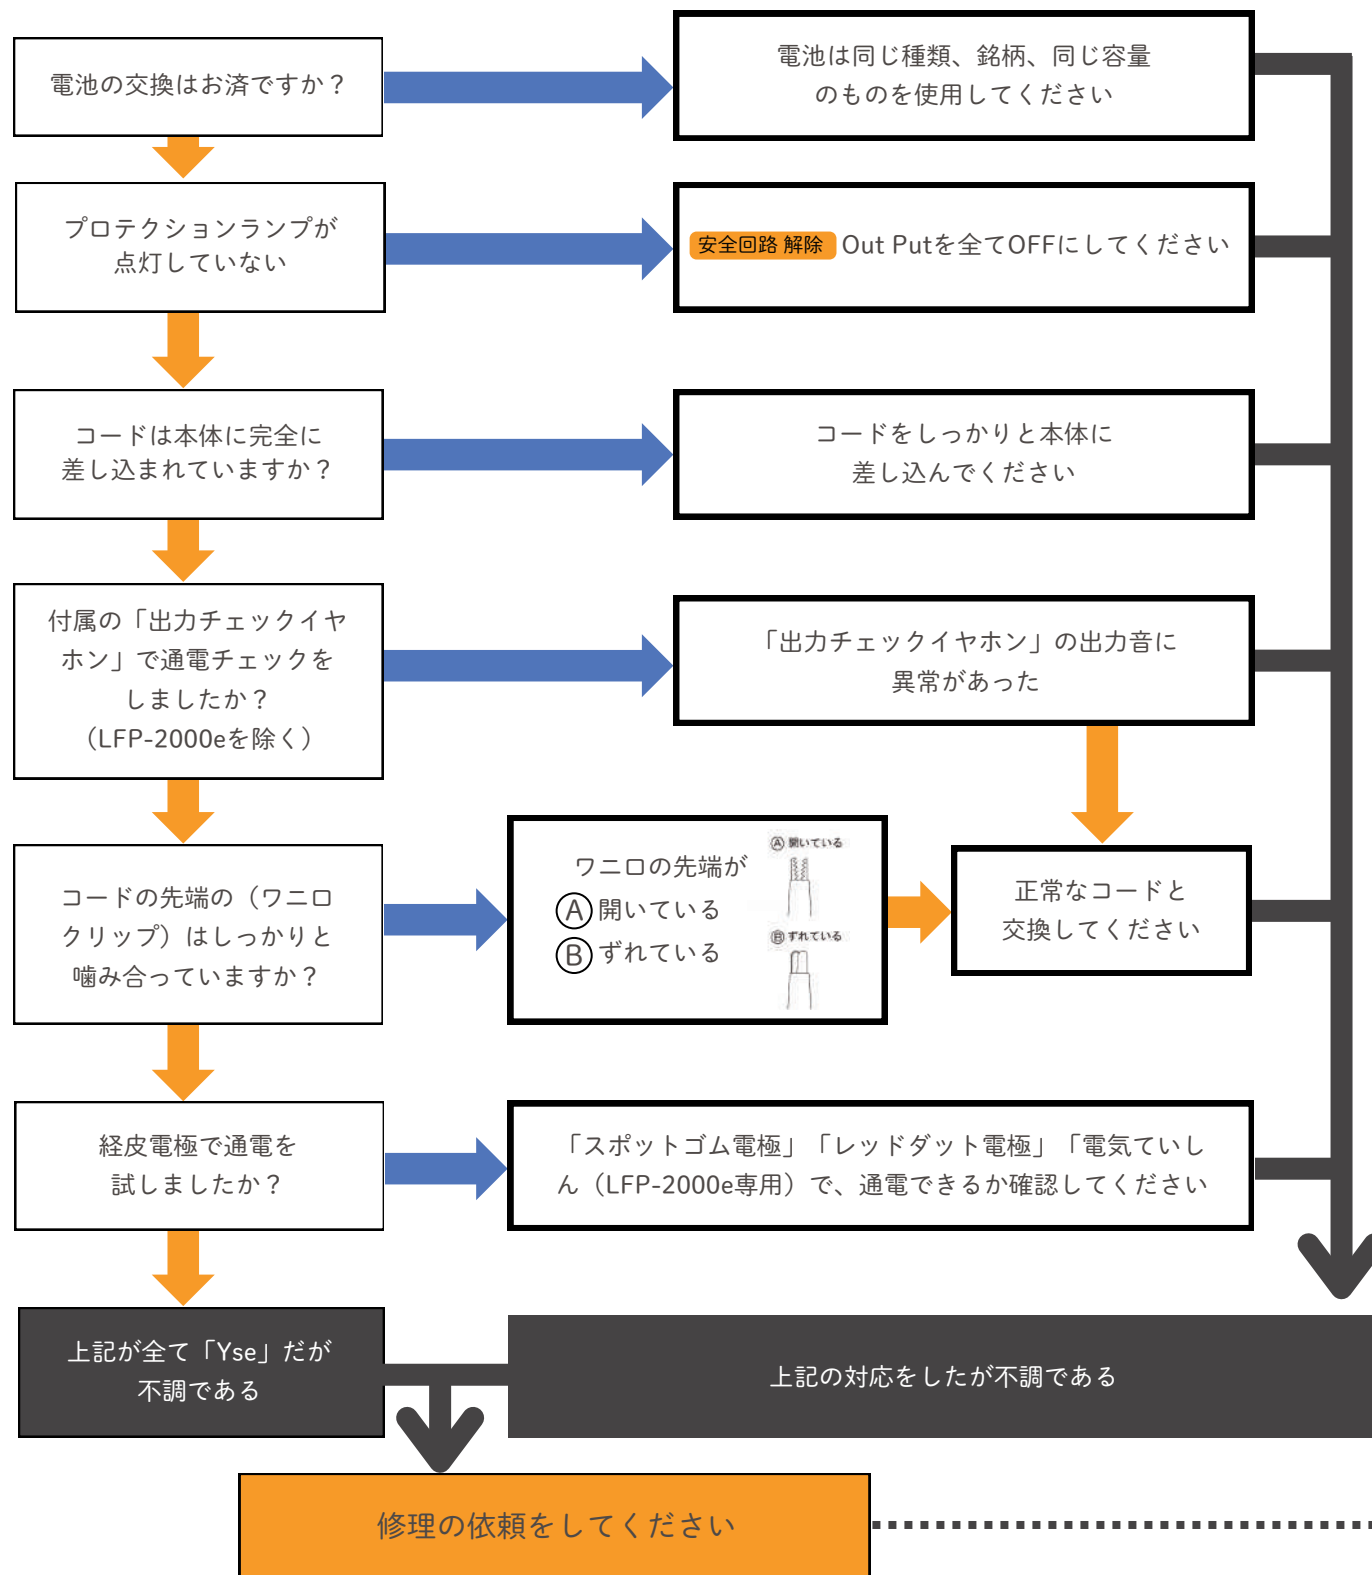 電池の交換はお済ですか？
電池は同じ種類、銘柄、同じ容量
のものを使用してください
プロテクションランプが
点灯していない
安全回路 解除 Out Putを全てOFFにしてください
コードは本体に完全に
差し込まれていますか？
コードをしっかりと本体に
差し込んでください
付属の「出力チェックイヤ
ホン」で通電チェックを
しましたか？
（LFP-2000eを除く）
「出力チェックイヤホン」の出力音に
異常があった
コードの先端の（ワニ口
クリップ）はしっかりと
噛み合っていますか？
ワニ口の先端が
Ⓐ開いている
Ⓑずれている
Ⓐ開いている
Ⓑずれている
正常なコードと
交換してください
経皮電極で通電を
試しましたか？
「スポットゴム電極」「レッドダット電極」「電気ていし
ん（LFP-2000e専用）で、通電できるか確認してください
上記が全て「Yse」だが
不調である
上記の対応をしたが不調である
修理の依頼をしてください